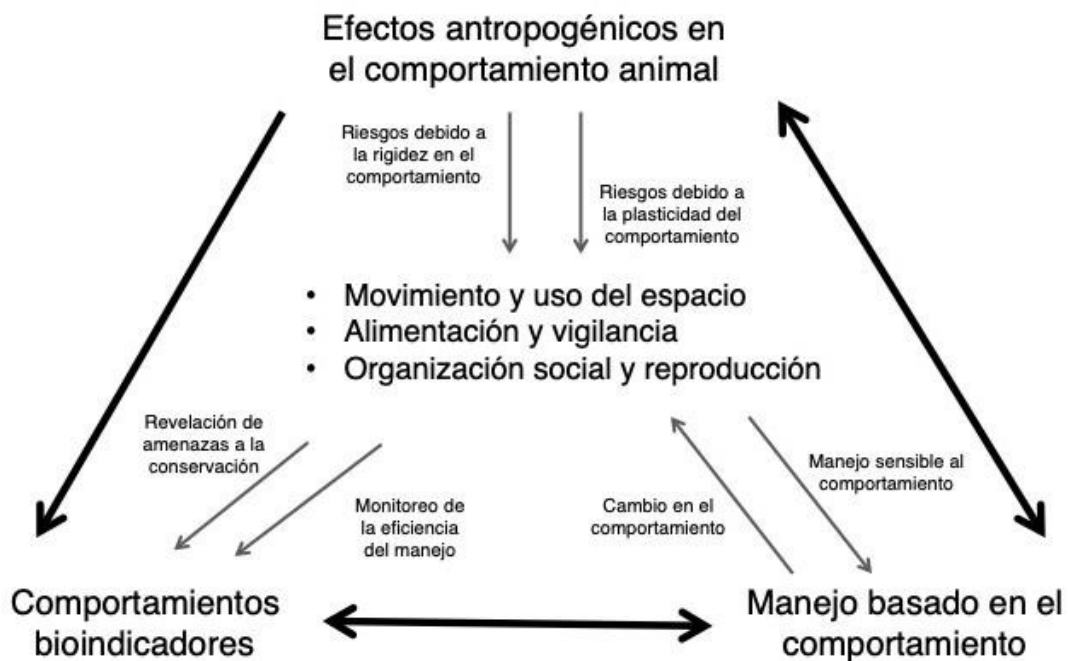 Efectos antropogénicos en
el comportamiento animal
Riesgos debido a
la rigidez en el
comportamiento
Riesgos debido a
la plasticidad del
comportamiento
• Movimiento y uso del espacio
• Alimentación y vigilancia
• Organización social y reproducción
Revelación de
amenazas a la
conservación
Monitoreo de
la eficiencia
del manejo
Cambio en el
comportamiento
Manejo sensible al
comportamiento
Comportamientos
bioindicadores
Manejo basado en el
comportamiento